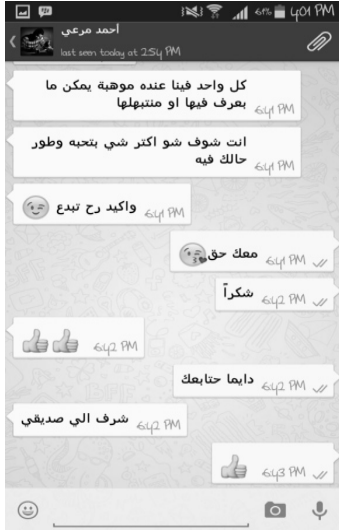 61% 4:01 PM
احمد مرعي
last seen today at 2:54 PM
كل واحد فينا عنده موهبة يمكن ما
بعرف فيها او منتبهلها
6:41 PM
انت شوف شو اكتر شي بتحبه وطور
حالك فيه
6:41 PM
واكيد رح تبدع 6:41 PM
معك حق 6:41 PM
شكراً 6:42 PM
6:42 PM
دايما حتابعك 6:42 PM
شرف الي صديقي 6:42 PM
6:43 PM